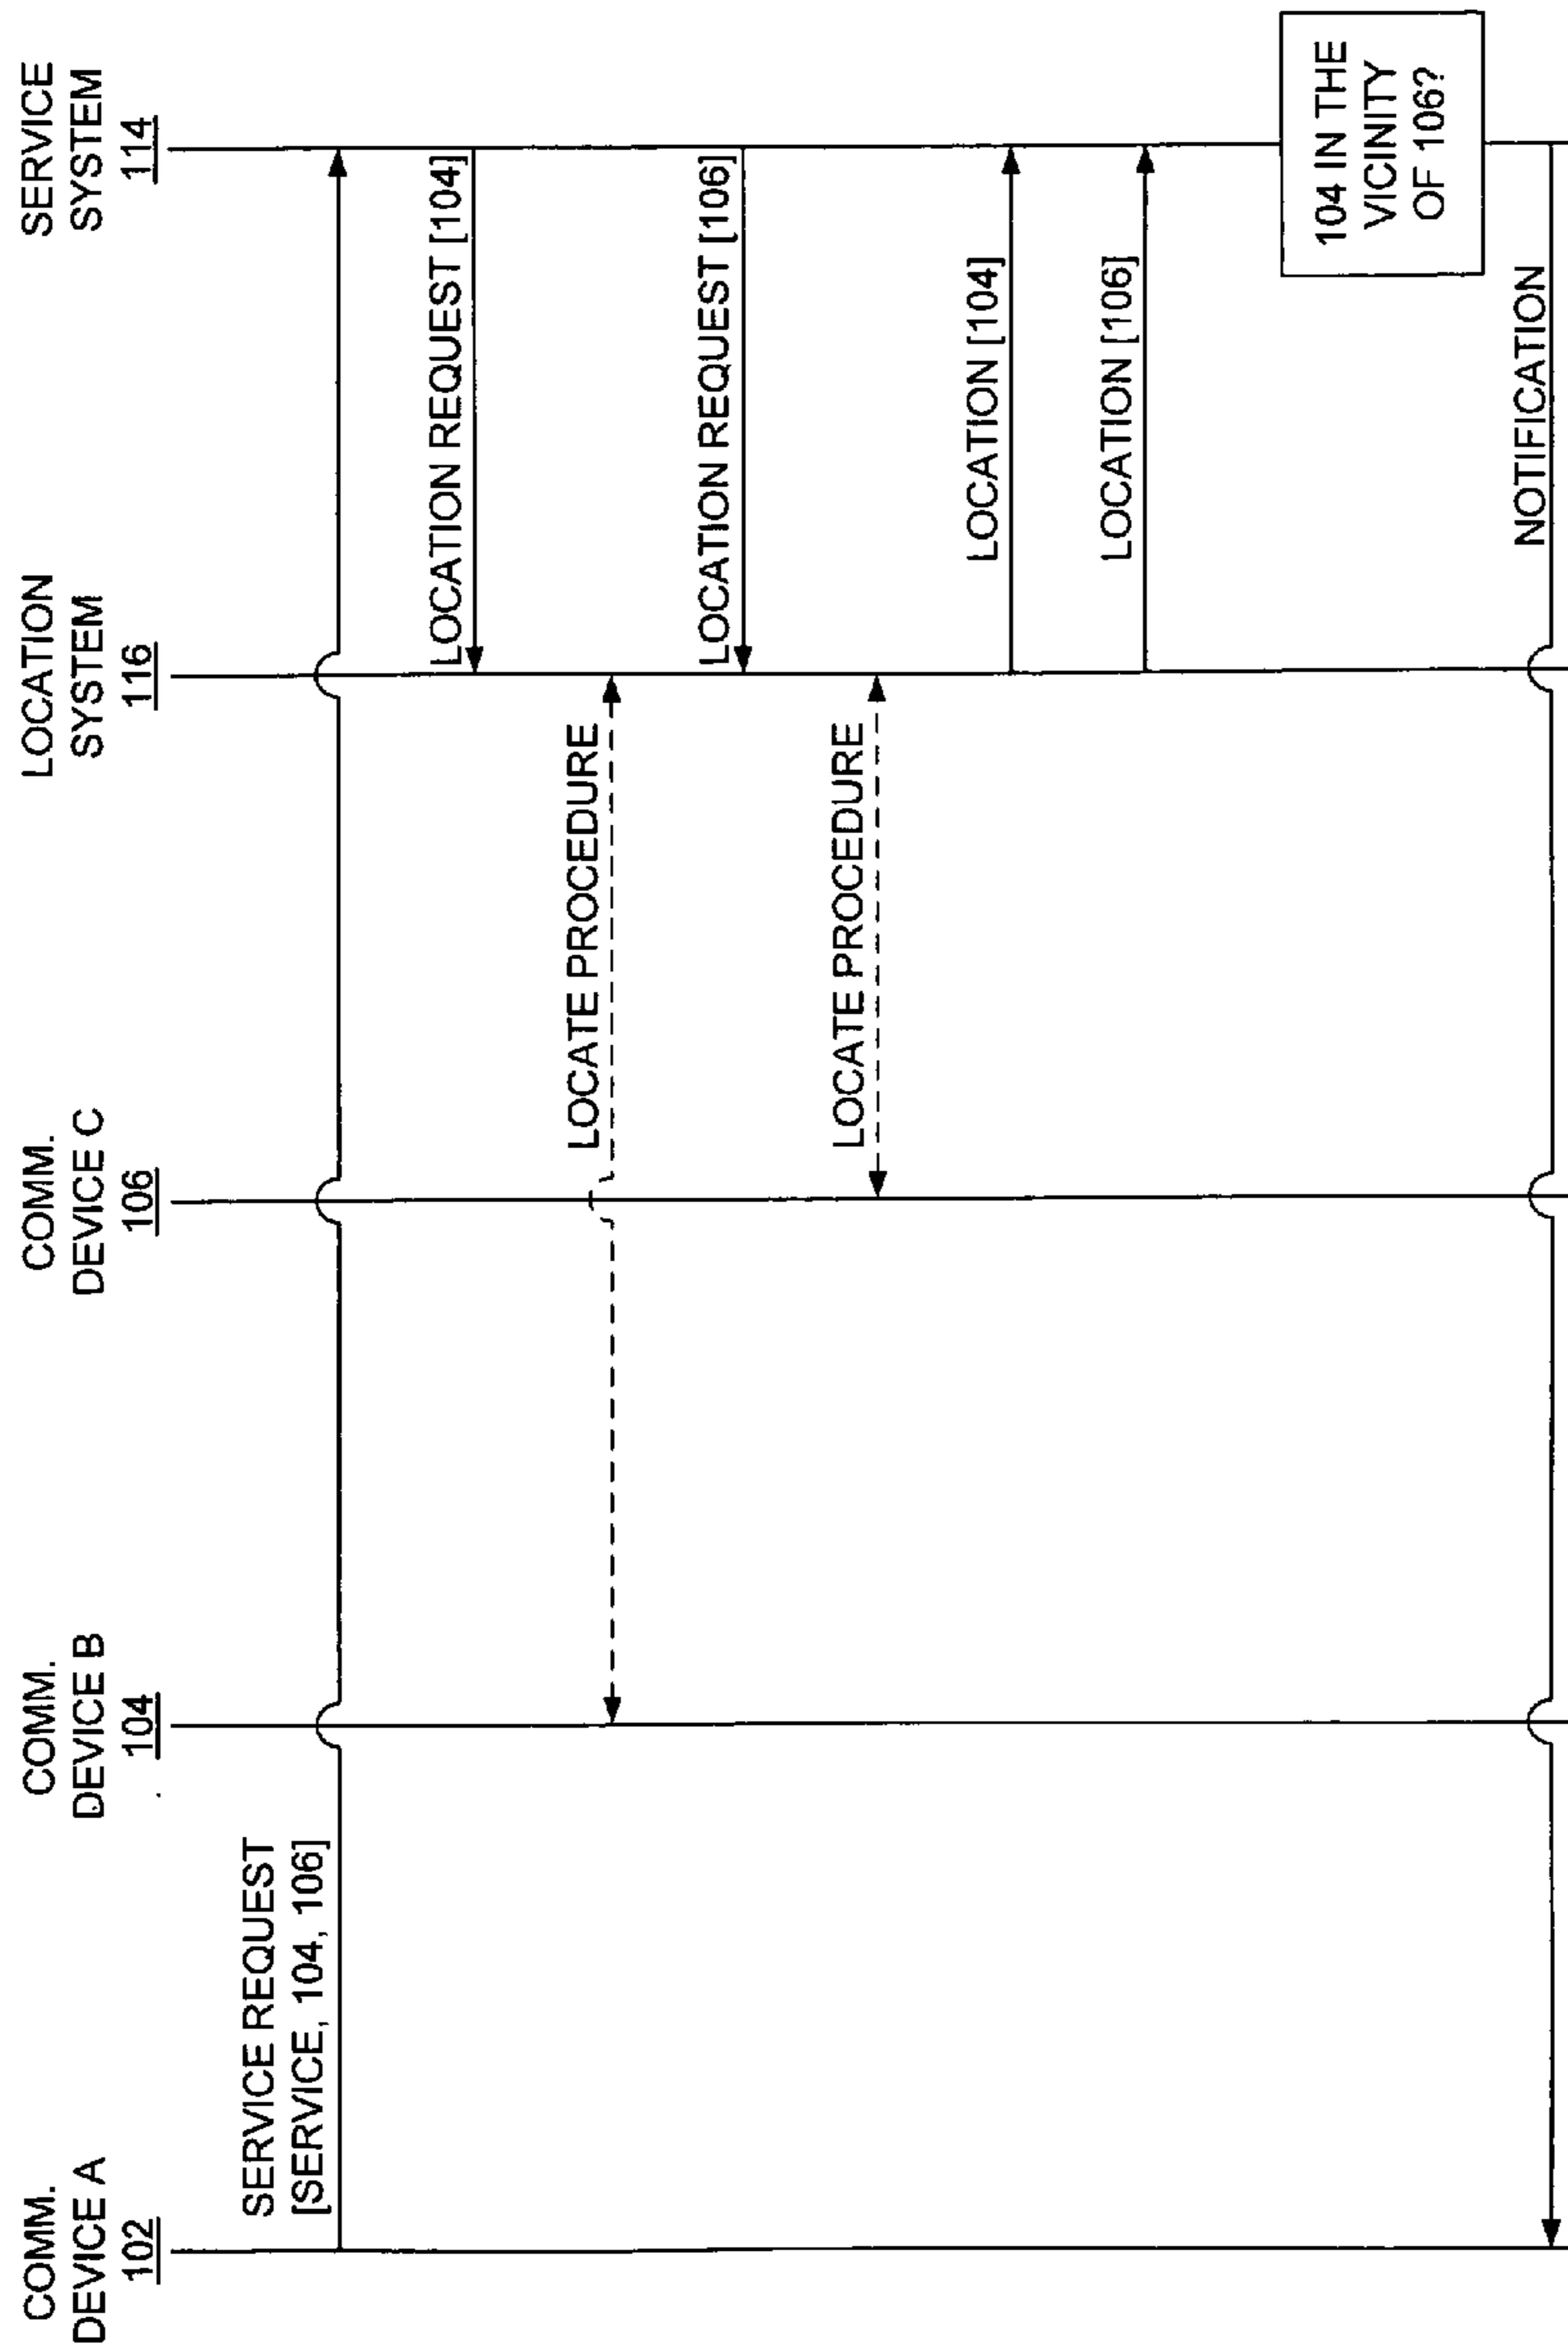 COMM.
DEVICE A
102
COMM.
DEVICE B
104
COMM.
DEVICE C
106
LOCATION
SYSTEM
116
SERVICE
SYSTEM
114
SERVICE REQUEST
[SERVICE, 104, 106]
LOCATION REQUEST [104]
LOCATE PROCEDURE
LOCATION REQUEST [106]
LOCATE PROCEDURE
LOCATION [104]
LOCATION [106]
104 IN THE
VICINITY
OF 106?
NOTIFICATION